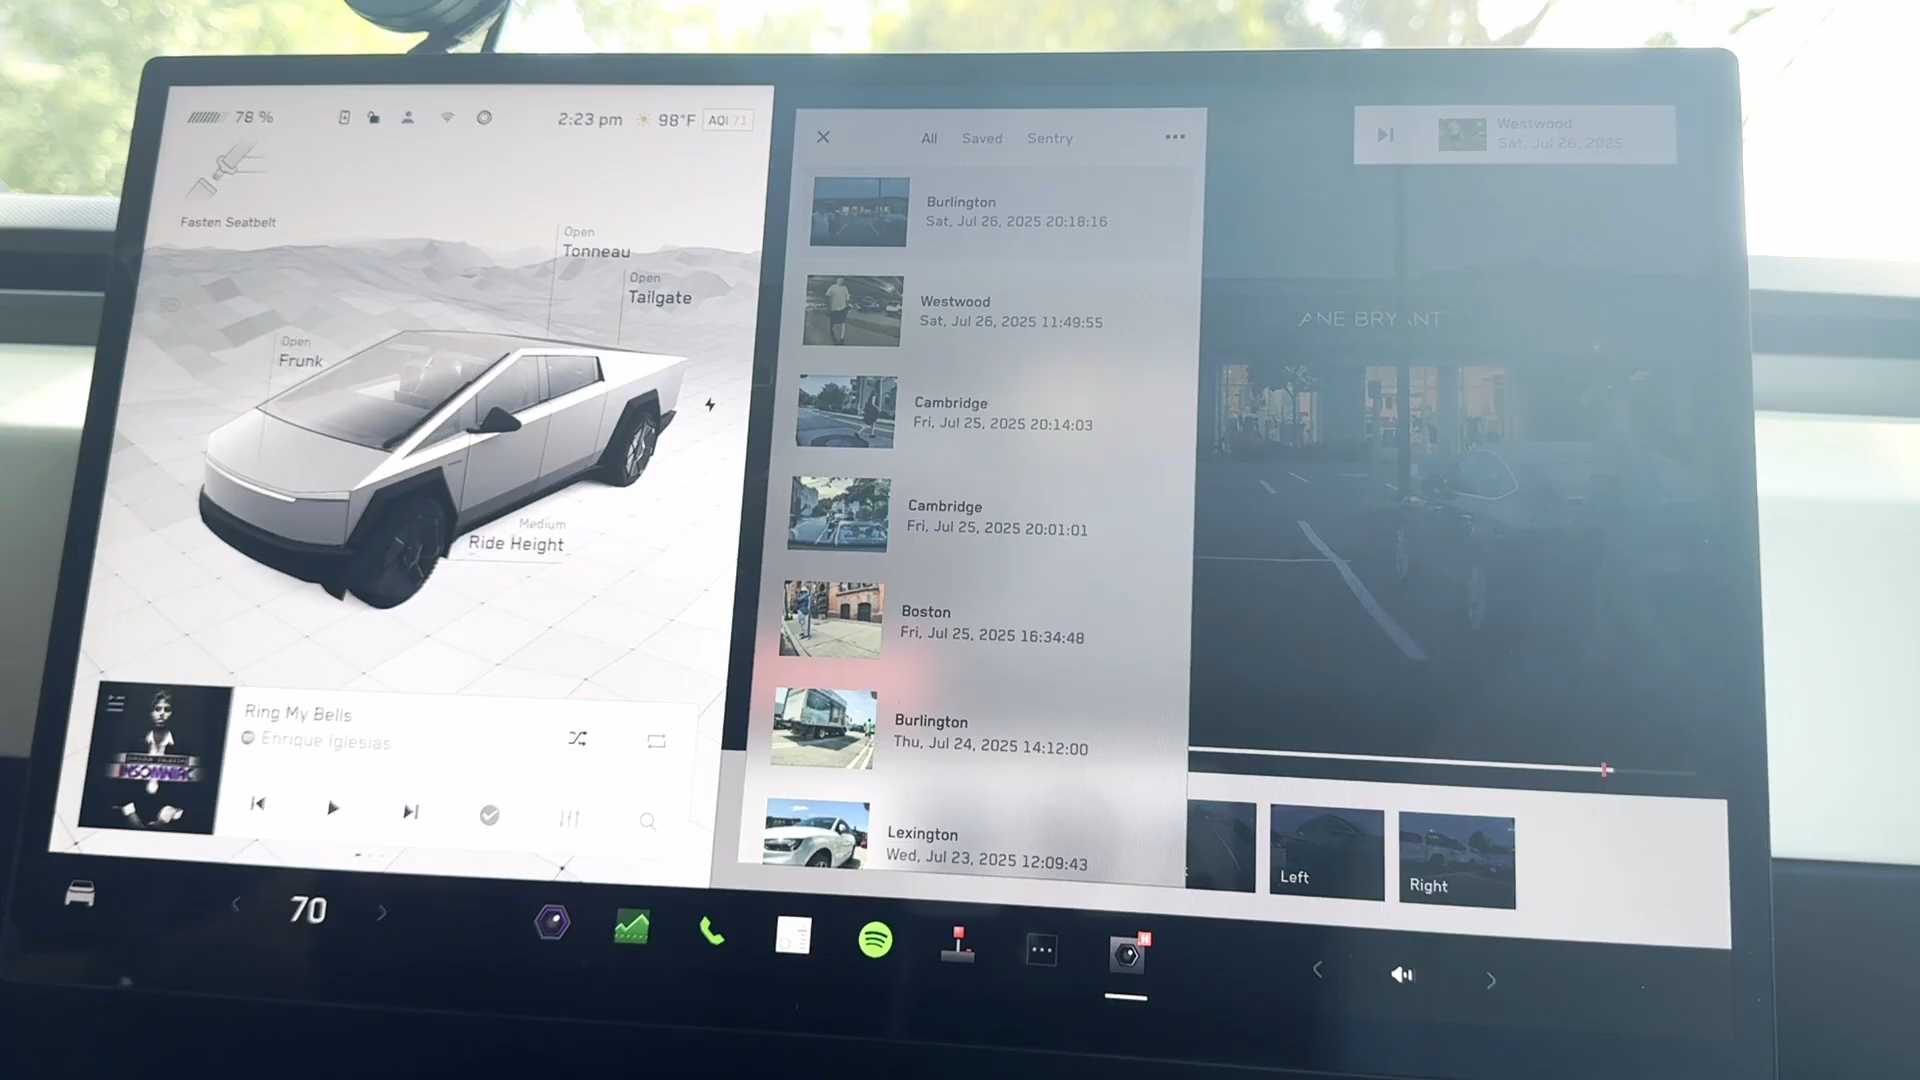 78 %
2:23 pm
98°F
AQI 71
Fasten Seatbelt
Open
Tonneau
Open
Tailgate
Open
Frunk
Medium
Ride Height
Ring My Bells
Enrique Iglesias
INSOMNIAC
All
Saved
Sentry
Burlington
Sat, Jul 26, 2025 20:18:16
Westwood
Sat, Jul 26, 2025 11:49:55
Cambridge
Fri, Jul 25, 2025 20:14:03
Cambridge
Fri, Jul 25, 2025 20:01:01
Boston
Fri, Jul 25, 2025 16:34:48
Burlington
Thu, Jul 24, 2025 14:12:00
Lexington
Wed, Jul 23, 2025 12:09:43
Westwood
Sat, Jul 26, 2025
ANE BRYANT
Left
Right
70